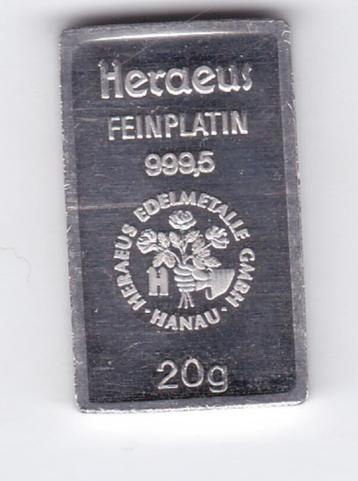 Heraeus
FEINPLATIN
999,5
HERAEUS EDELMETALLE GMBH
· HANAU ·
H
20g